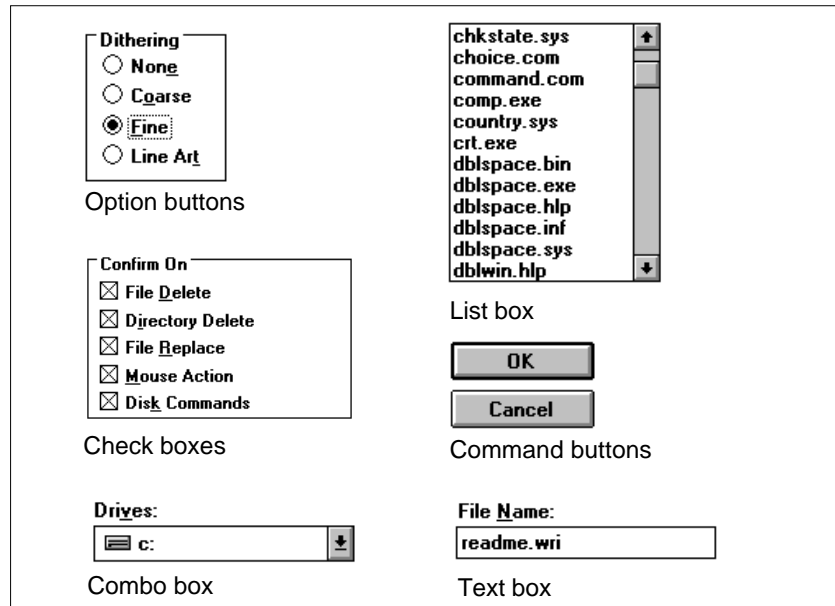 Dithering
None
Coarse
Fine
Line Art
Option buttons
Confirm On
File Delete
Directory Delete
File Replace
Mouse Action
Disk Commands
Check boxes
Drives:
c:
Combo box
chkstate.sys
choice.com
command.com
comp.exe
country.sys
crt.exe
dblspace.bin
dblspace.exe
dblspace.hlp
dblspace.inf
dblspace.sys
dblwin.hlp
List box
OK
Cancel
Command buttons
File Name:
readme.wri
Text box